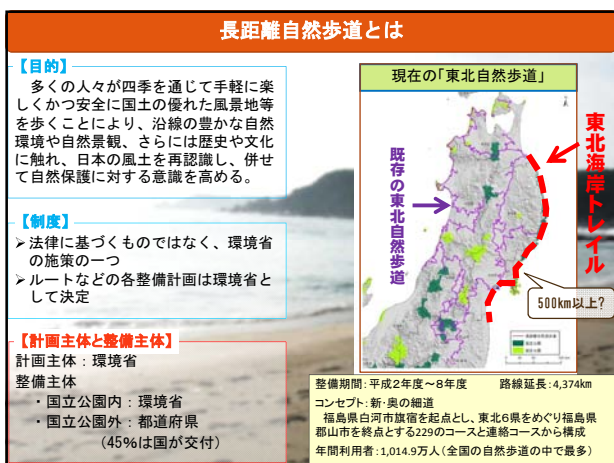 長距離自然歩道とは
【目的】
多くの人々が四季を通じて手軽に楽
しくかつ安全に国土の優れた風景地等
を歩くことにより、沿線の豊かな自然
環境や自然景観、さらには歴史や文化
に触れ、日本の風土を再認識し、併せ
て自然保護に対する意識を高める。
【制度】
➢法律に基づくものではなく、環境省
の施策の一つ
➢ルートなどの各整備計画は環境省と
して決定
【計画主体と整備主体】
計画主体：環境省
整備主体
・国立公園内：環境省
・国立公園外：都道府県
(45%は国が交付)
現在の「東北自然歩道」
既存の東北自然歩道
東北海岸トレイル
500km以上?
整備期間：平成２年度～８年度　路線延長：4,374km
コンセプト：新・奥の細道
福島県白河市旗宿を起点とし、東北６県をめぐり福島県
郡山市を終点とする229のコースと連絡コースから構成
年間利用者：1,014.9万人（全国の自然歩道の中で最多）